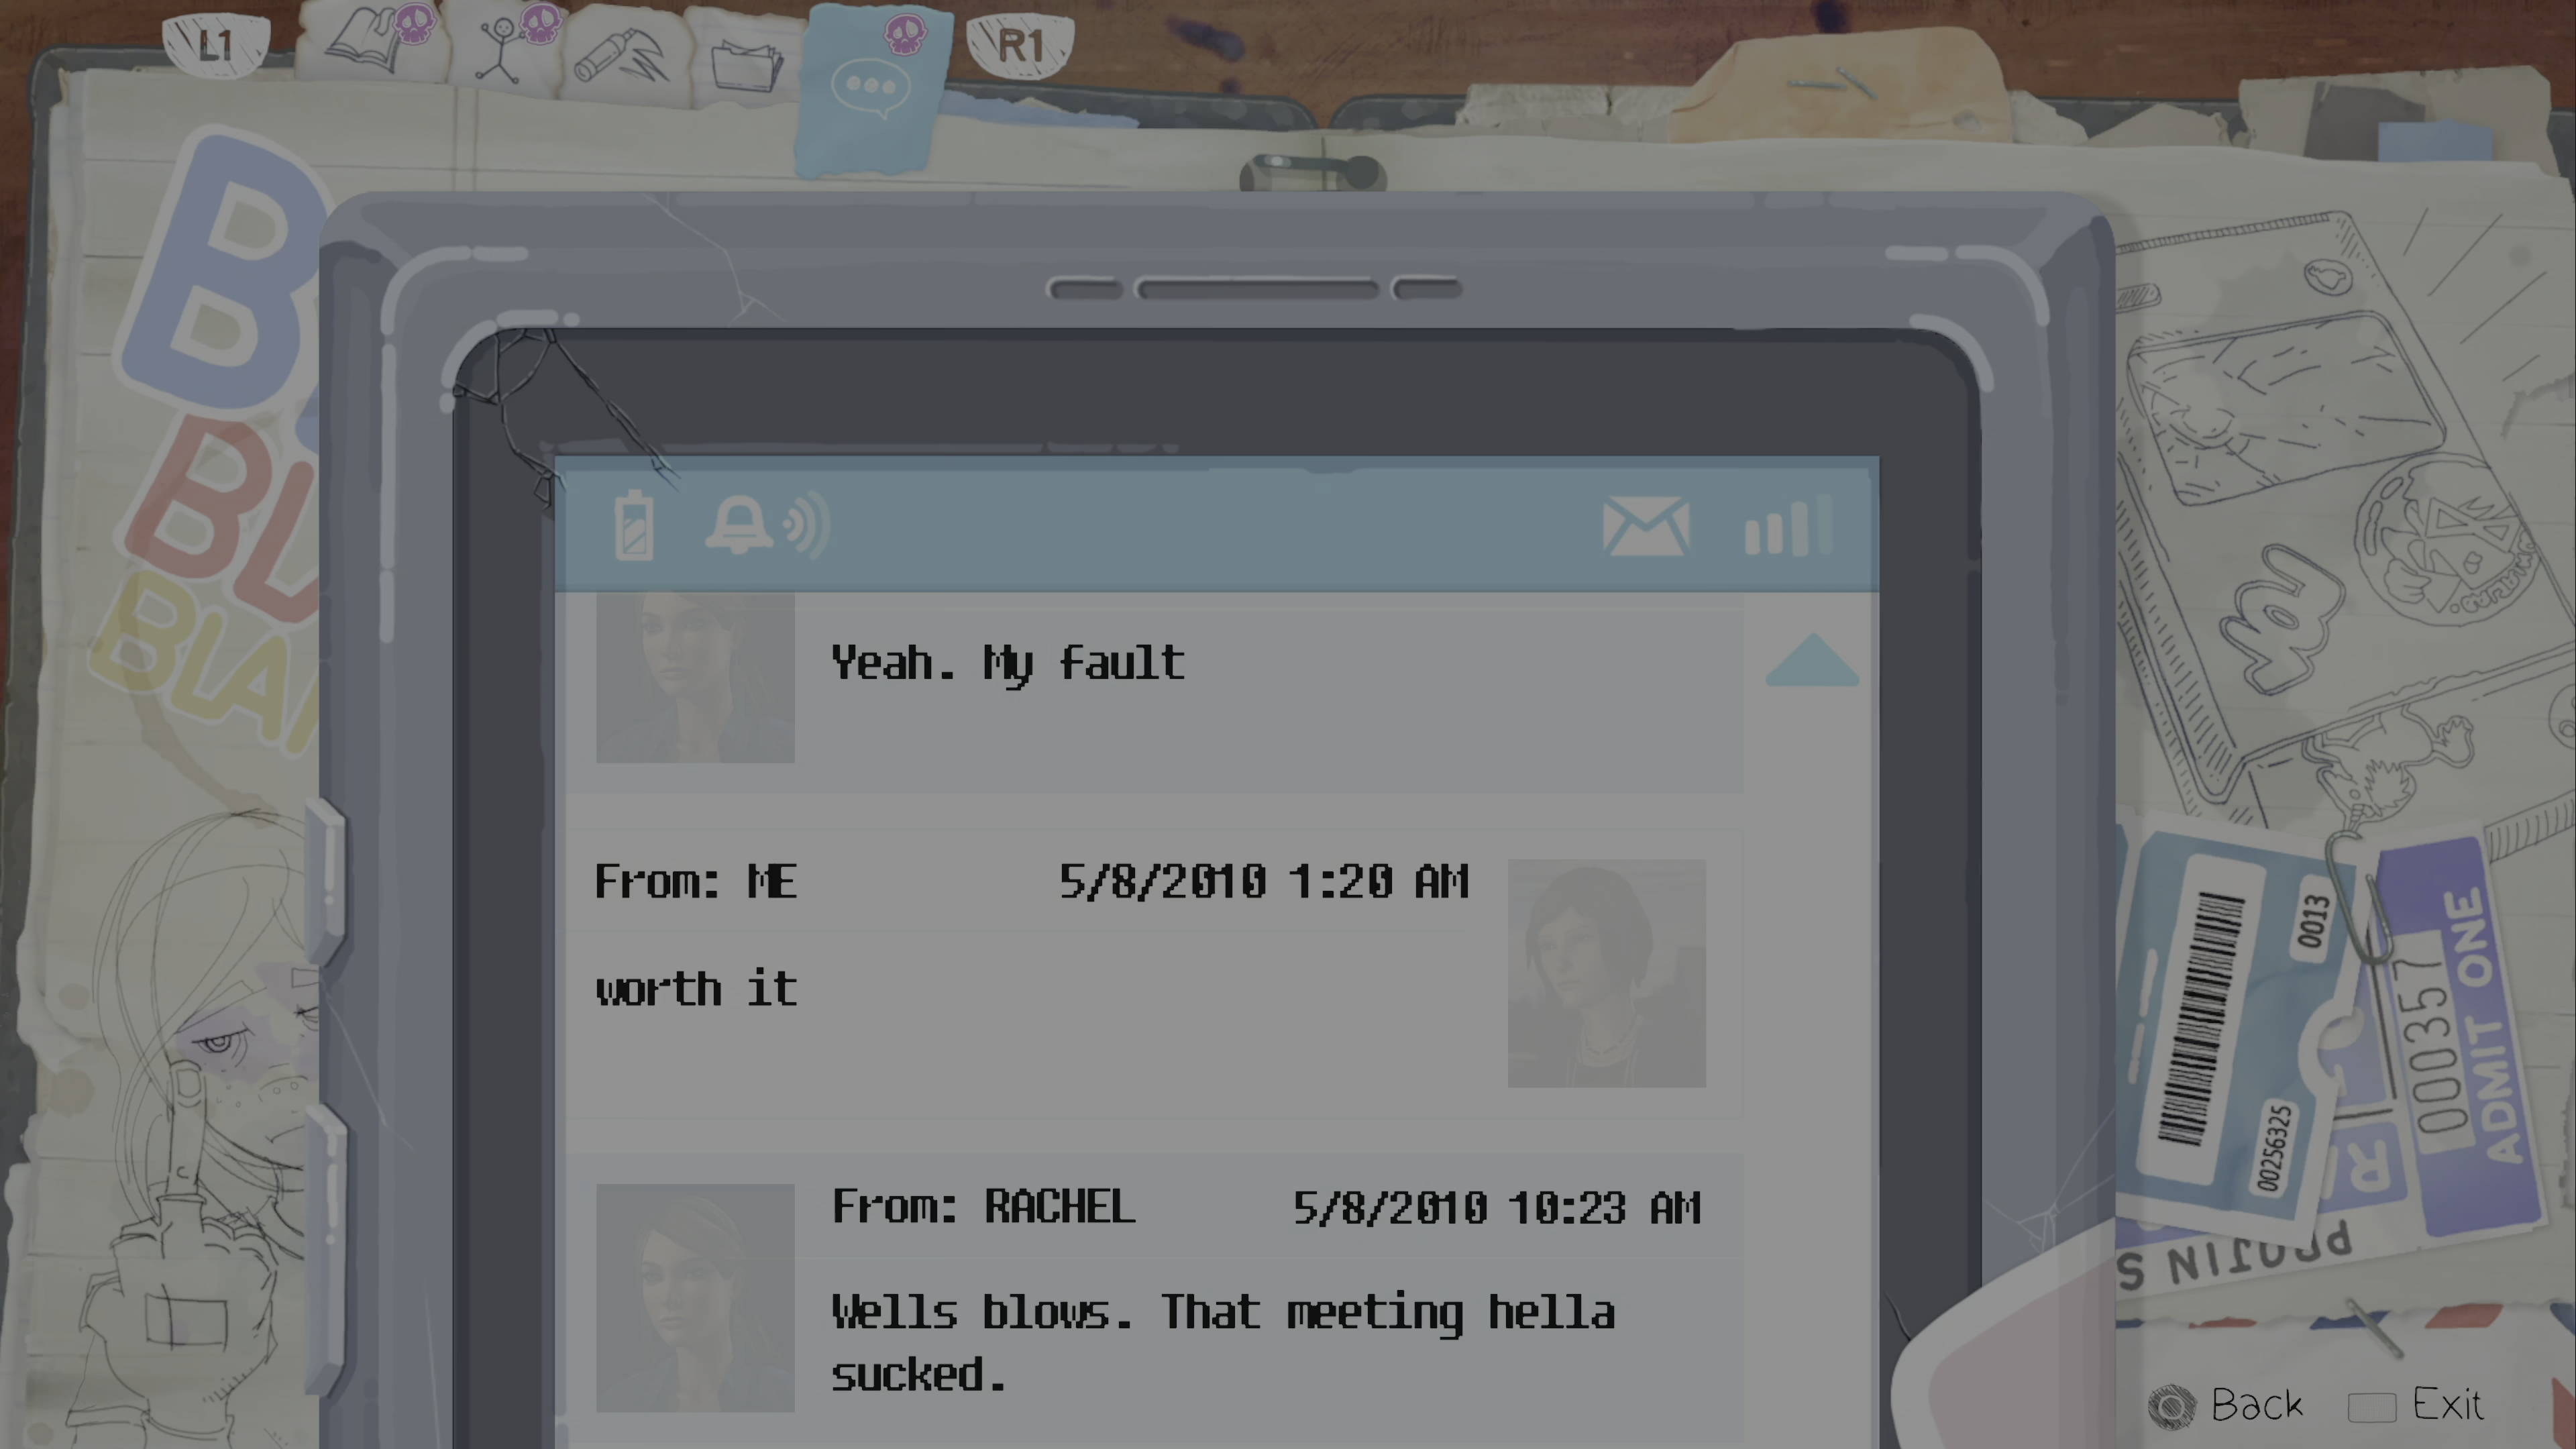 L1
R1
BLA
Yeah. My fault
From: ME
5/8/2010 1:20 AM
worth it
From: RACHEL
5/8/2010 10:23 AM
Wells blows. That meeting hella
sucked.
0013
00256325
000357
ADMIT ONE
Back
Exit